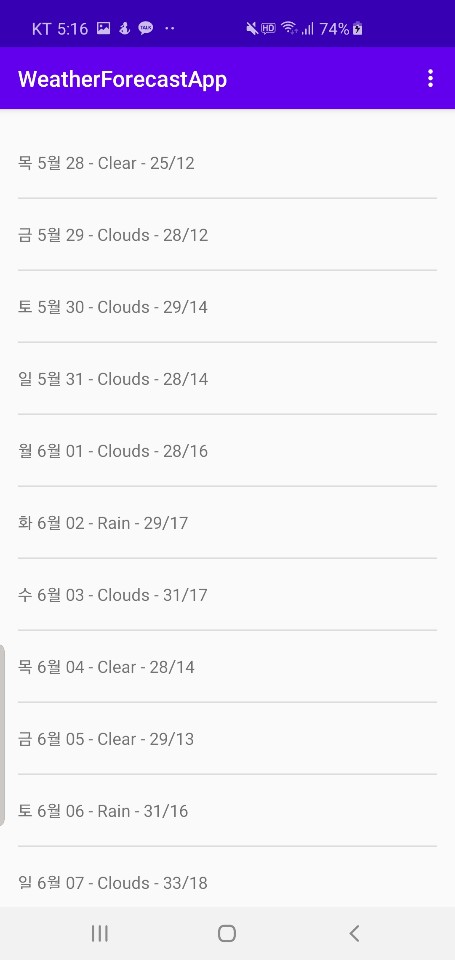 KT 5:16 TALK HD 74%
WeatherForecastApp
목 5월 28 - Clear - 25/12
금 5월 29 - Clouds - 28/12
토 5월 30 - Clouds - 29/14
일 5월 31 - Clouds - 28/14
월 6월 01 - Clouds - 28/16
화 6월 02 - Rain - 29/17
수 6월 03 - Clouds - 31/17
목 6월 04 - Clear - 28/14
금 6월 05 - Clear - 29/13
토 6월 06 - Rain - 31/16
일 6월 07 - Clouds - 33/18